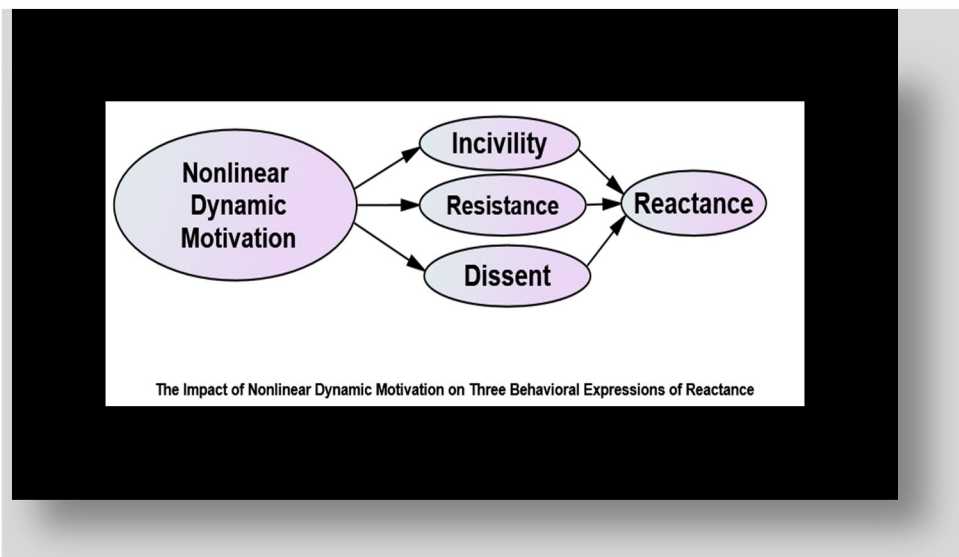 Nonlinear
Dynamic
Motivation
Incivility
Resistance
Dissent
Reactance
The Impact of Nonlinear Dynamic Motivation on Three Behavioral Expressions of Reactance